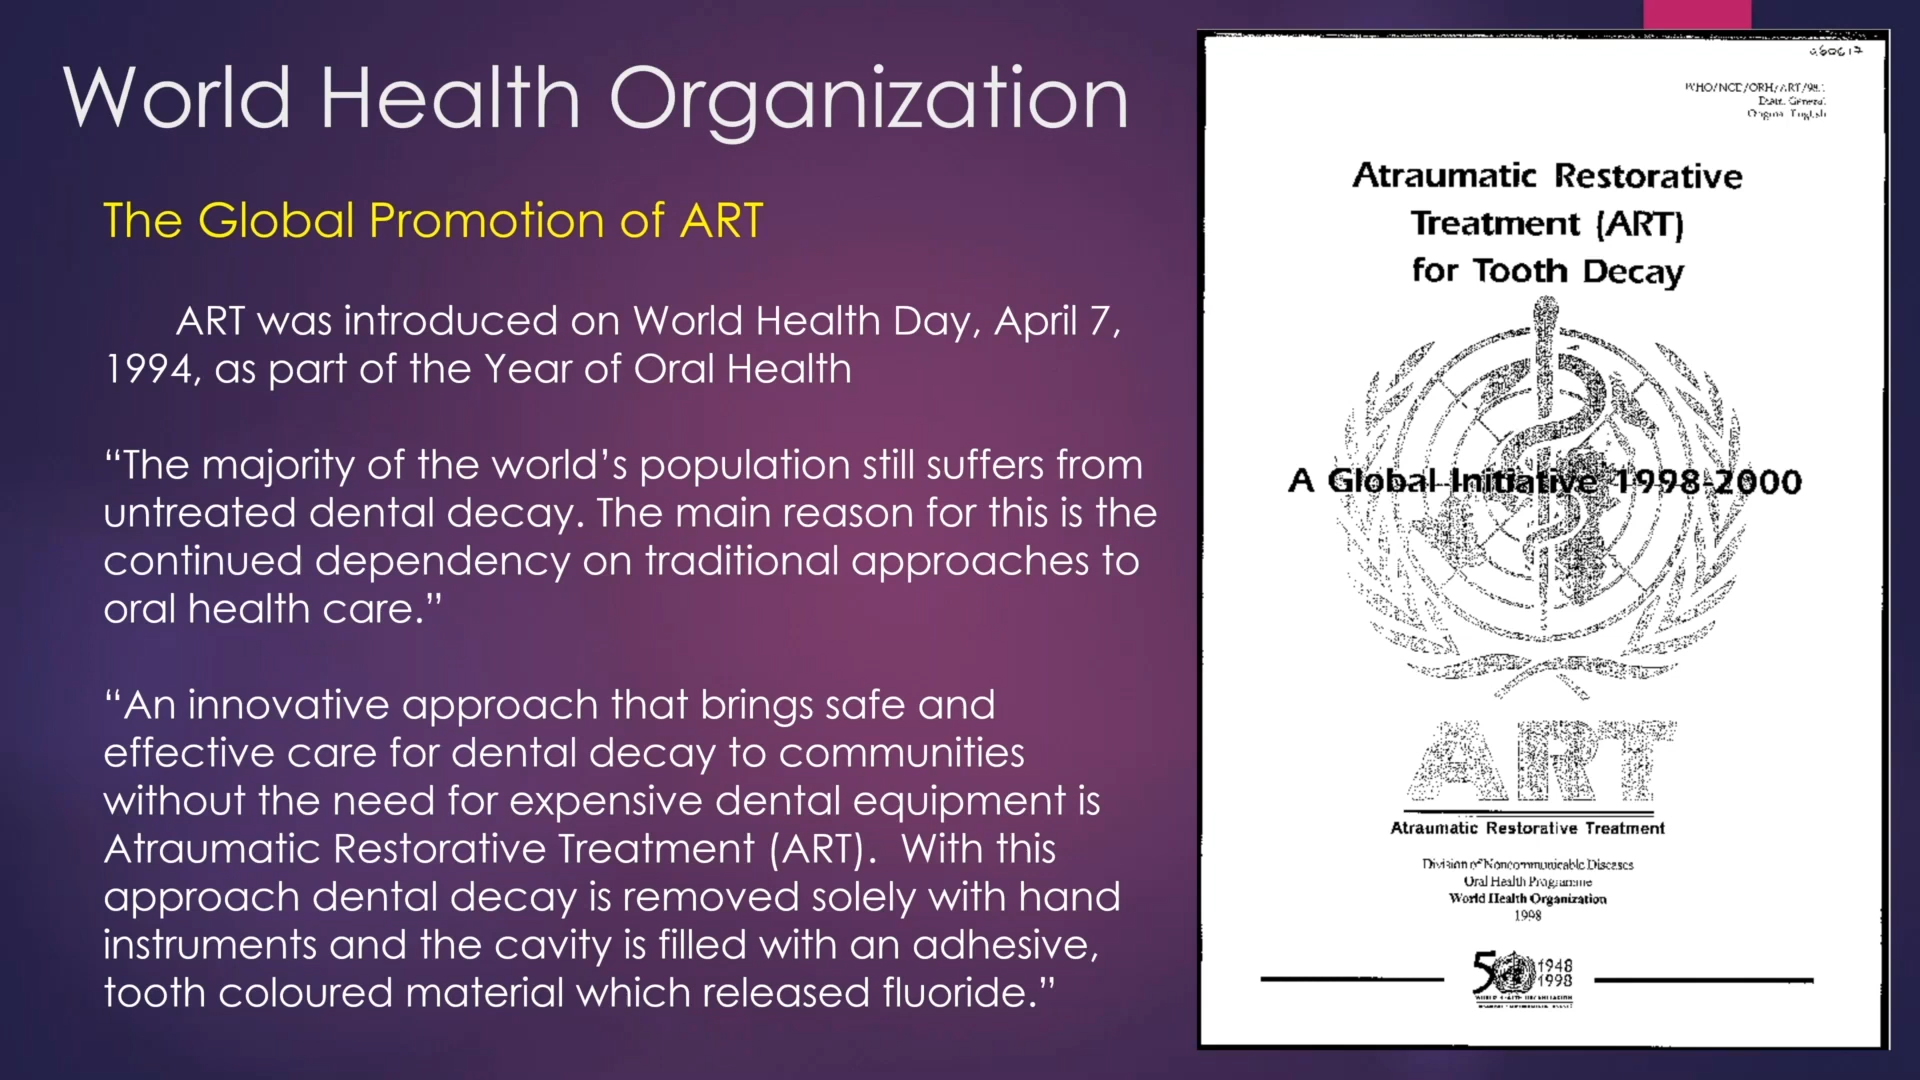 World Health Organization
The Global Promotion of ART
ART was introduced on World Health Day, April 7,
1994, as part of the Year of Oral Health
“The majority of the world’s population still suffers from
untreated dental decay. The main reason for this is the
continued dependency on traditional approaches to
oral health care.”
“An innovative approach that brings safe and
effective care for dental decay to communities
without the need for expensive dental equipment is
Atraumatic Restorative Treatment (ART). With this
approach dental decay is removed solely with hand
instruments and the cavity is filled with an adhesive,
tooth coloured material which released fluoride.”
Atraumatic Restorative
Treatment (ART)
for Tooth Decay
A Global Initiative 1998-2000
ART
Atraumatic Restorative Treatment
Division of Noncommunicable Diseases
Oral Health Programme
World Health Organization
1998
50 1948
1998